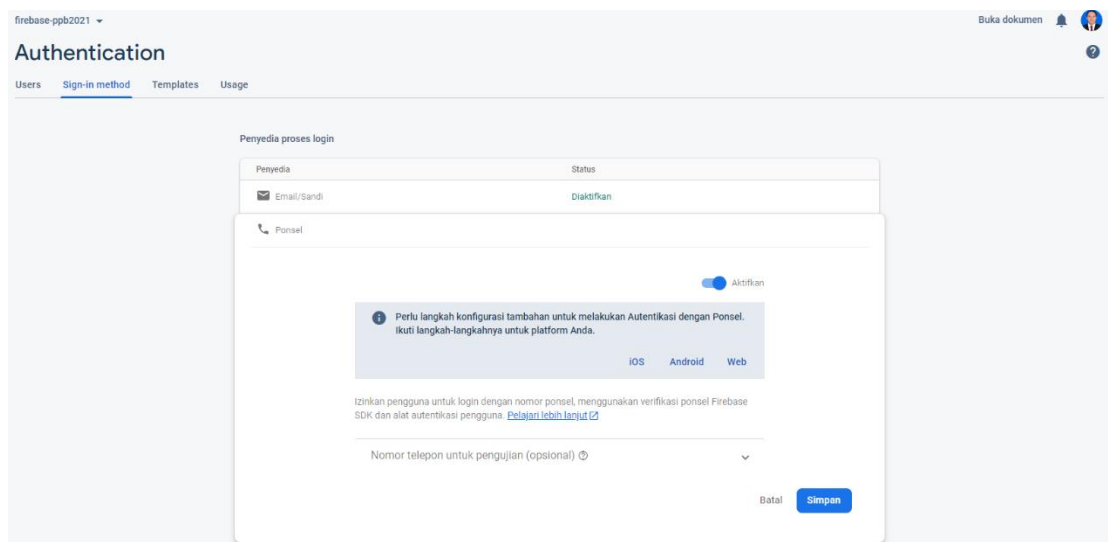 firebase-ppb2021
Buka dokumen
Authentication
Users Sign-in method Templates Usage
Penyedia proses login
Penyedia Status
Email/Sandi Diaktifkan
Ponsel
Aktifkan
Perlu langkah konfigurasi tambahan untuk melakukan Autentikasi dengan Ponsel.
Ikuti langkah-langkahnya untuk platform Anda.
iOS Android Web
Izinkan pengguna untuk login dengan nomor ponsel, menggunakan verifikasi ponsel Firebase
SDK dan alat autentikasi pengguna. Pelajari lebih lanjut
Nomor telepon untuk pengujian (opsional)
Batal Simpan